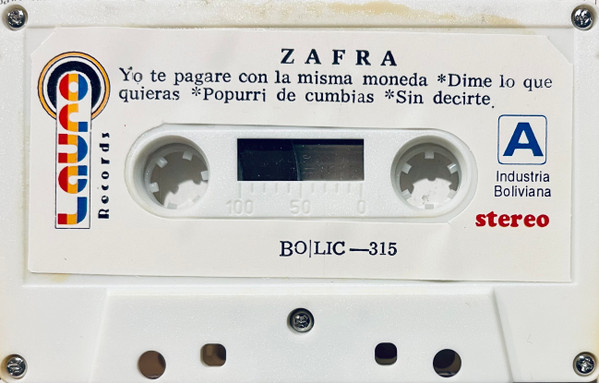 ZAFRA
Yo te pagare con la misma moneda *Dime lo que
quieras *Popurri de cumbias *Sin decirte.
lauro
Records
A
Industria
Boliviana
stereo
100 50 0
BO|LIC—315